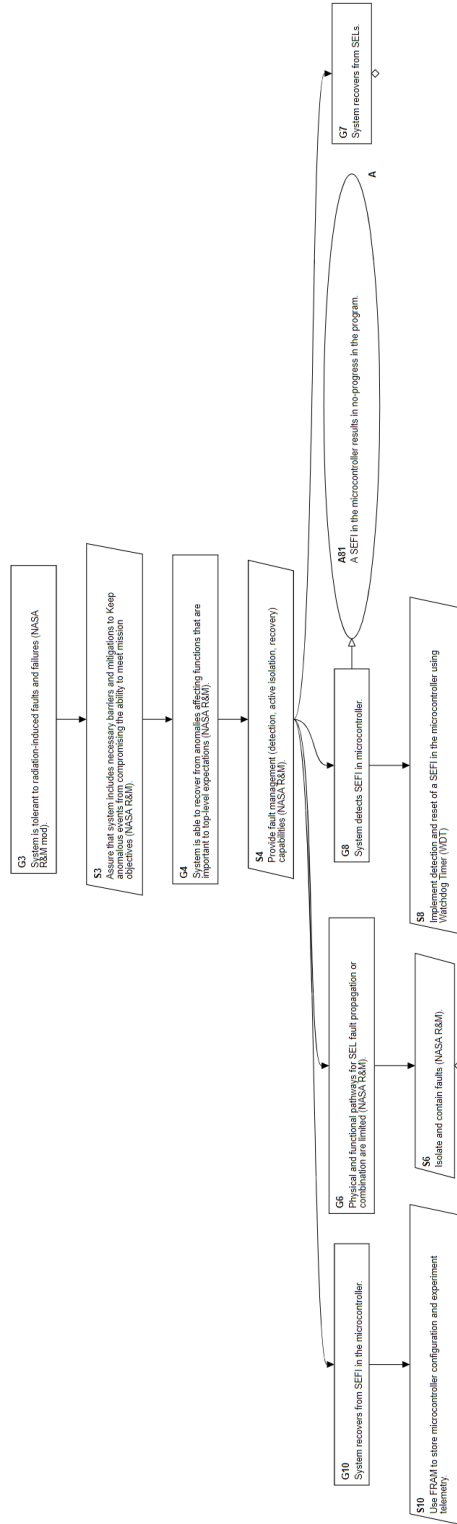 G3
System is tolerant to radiation-induced faults and failures (NASA
R&M mod).
S3
Assure that system includes necessary barriers and mitigations to Keep
anomalous events from compromising the ability to meet mission
objectives (NASA R&M).
G4
System is able to recover from anomalies affecting functions that are
important to top-level expectations (NASA R&M).
S4
Provide fault management (detection, active isolation, recovery)
capabilities (NASA R&M).
G10
System recovers from SEFI in the microcontroller.
G6
Physical and functional pathways for SEL fault propagation or
combination are limited (NASA R&M).
G8
System detects SEFI in microcontroller.
A81
A SEFI in the microcontroller results in no-progress in the program.
A
G7
System recovers from SELs.
S10
Use FRAM to store microcontroller configuration and experiment
telemetry.
S6
Isolate and contain faults (NASA R&M).
S8
Implement detection and reset of a SEFI in the microcontroller using
Watchdog Timer (WDT)